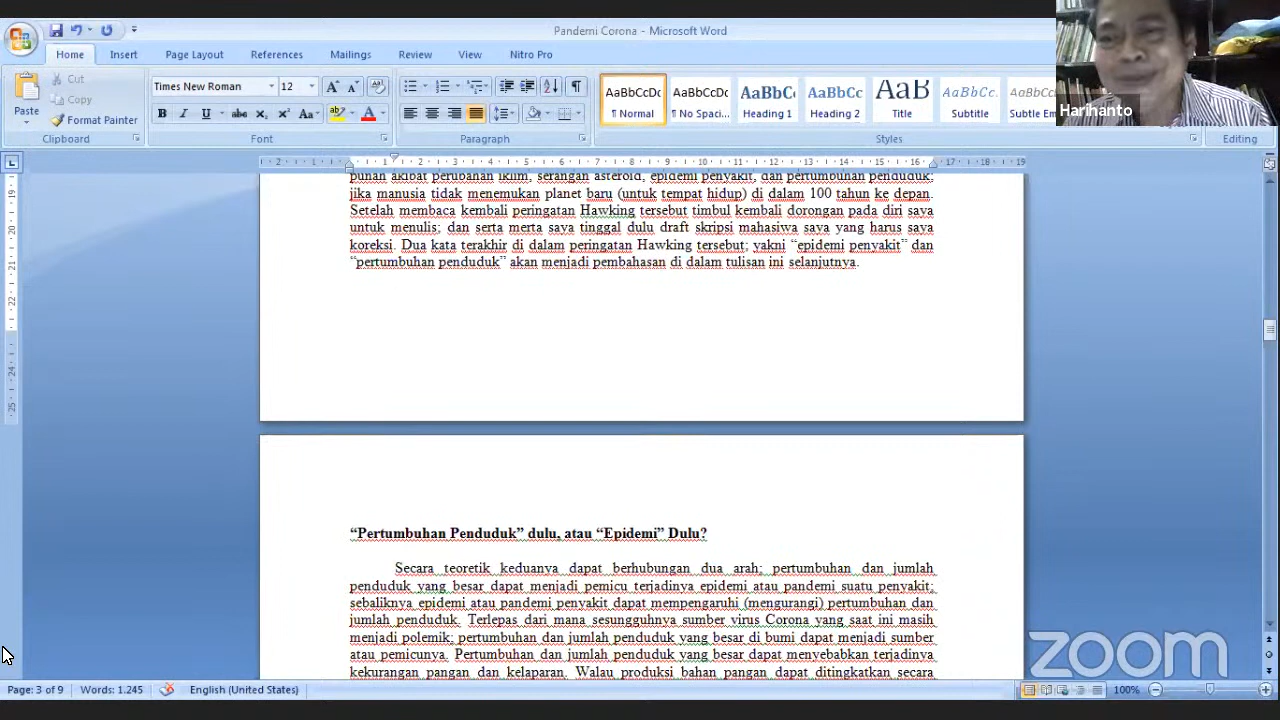 Pandemi Corona - Microsoft Word
Home Insert Page Layout References Mailings Review View Nitro Pro
Cut
Copy
Format Painter
Paste
Clipboard
Times New Roman 12
Font
Paragraph
AaBbCcDc AaBbCcDc AaBbC AaBbCc AaB AaBbCc. AaBbCc.
¶ Normal ¶ No Spaci... Heading 1 Heading 2 Title Subtitle Subtle Em
Styles
Editing
Harihanto
punah akibat perubahan iklim, serangan asteroid, epidemi penyakit, dan pertumbuhan penduduk;
jika manusia tidak menemukan planet baru (untuk tempat hidup) di dalam 100 tahun ke depan.
Setelah membaca kembali peringatan Hawking tersebut timbul kembali dorongan pada diri saya
untuk menulis; dan serta merta saya tinggal dulu draft skripsi mahasiwa saya yang harus saya
koreksi. Dua kata terakhir di dalam peringatan Hawking tersebut; yakni “epidemi penyakit” dan
“pertumbuhan penduduk” akan menjadi pembahasan di dalam tulisan ini selanjutnya.
“Pertumbuhan Penduduk” dulu, atau “Epidemi” Dulu?
Secara teoretik keduanya dapat berhubungan dua arah; pertumbuhan dan jumlah
penduduk yang besar dapat menjadi pemicu terjadinya epidemi atau pandemi suatu penyakit;
sebaliknya epidemi atau pandemi penyakit dapat mempengaruhi (mengurangi) pertumbuhan dan
jumlah penduduk. Terlepas dari mana sesungguhnya sumber virus Corona yang saat ini masih
menjadi polemik; pertumbuhan dan jumlah penduduk yang besar di bumi dapat menjadi sumber
atau pemicunya. Pertumbuhan dan jumlah penduduk yang besar dapat menyebabkan terjadinya
kekurangan pangan dan kelaparan. Walau produksi bahan pangan dapat ditingkatkan secara
zoom
Page: 3 of 9 Words: 1.245 English (United States) 100%